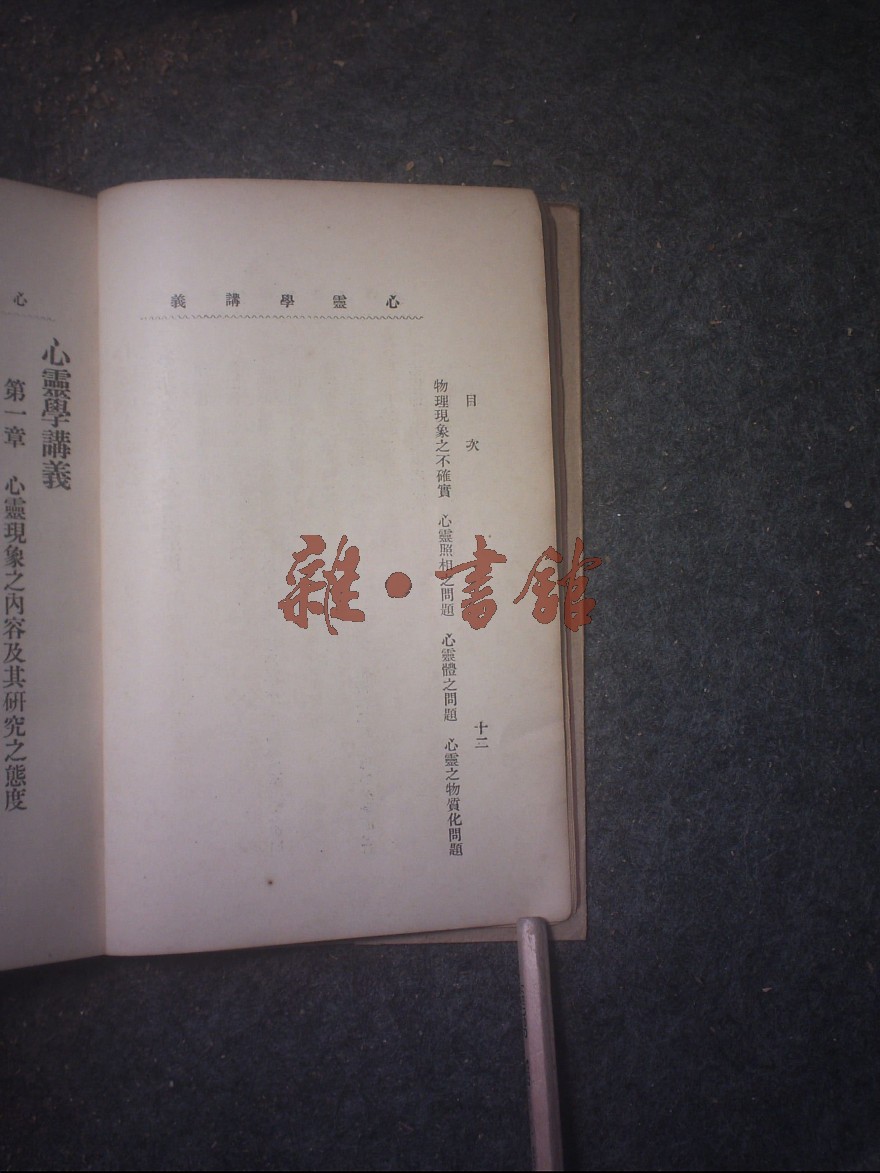 心靈學講義
目次
十二
物理現象之不確實 心靈照相之問題 心靈體之問題 心靈之物質化問題
心
心靈學講義
第一章 心靈現象之內容及其研究之態度
雜·書館